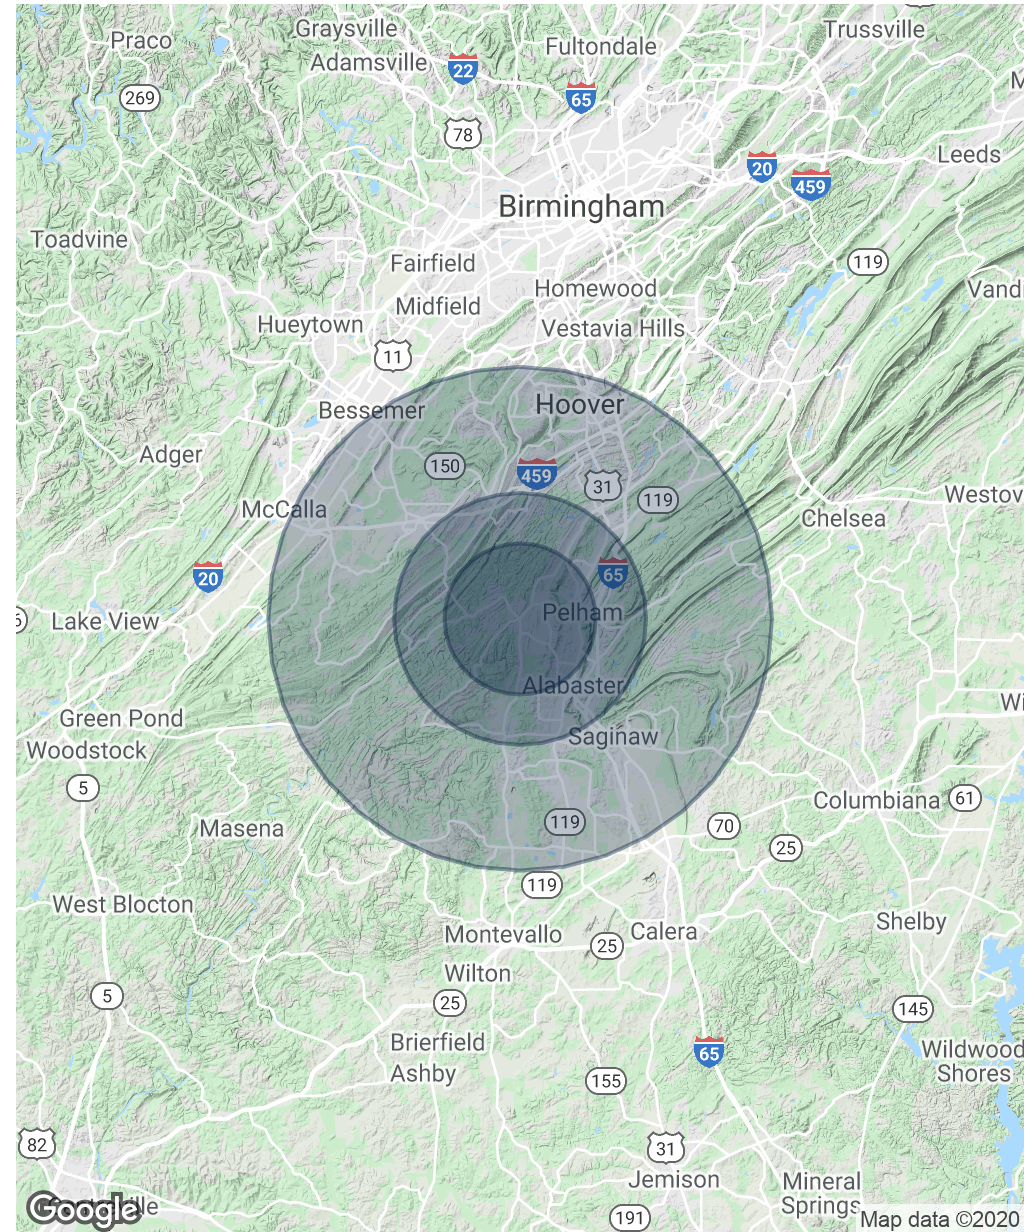 Praco
Graysville
Trussville
Adamsville
Fultondale
22
65
269
78
Leeds
20
459
Birmingham
Toadvine
Fairfield
119
Homewood
Midfield
Hueytown
Vestavia Hills
11
Hoover
Bessemer
Adger
150
459
31
119
McCalla
Chelsea
20
65
Pelham
Lake View
Alabaster
Green Pond
Saginaw
Woodstock
5
119
70
Columbiana
61
Masena
25
119
West Blocton
Shelby
Montevallo
25
Calera
Wilton
5
25
145
Brierfield
65
Wildwood
Shores
Ashby
155
82
31
Jemison
Mineral
Springs
Google
191
Map data ©2020